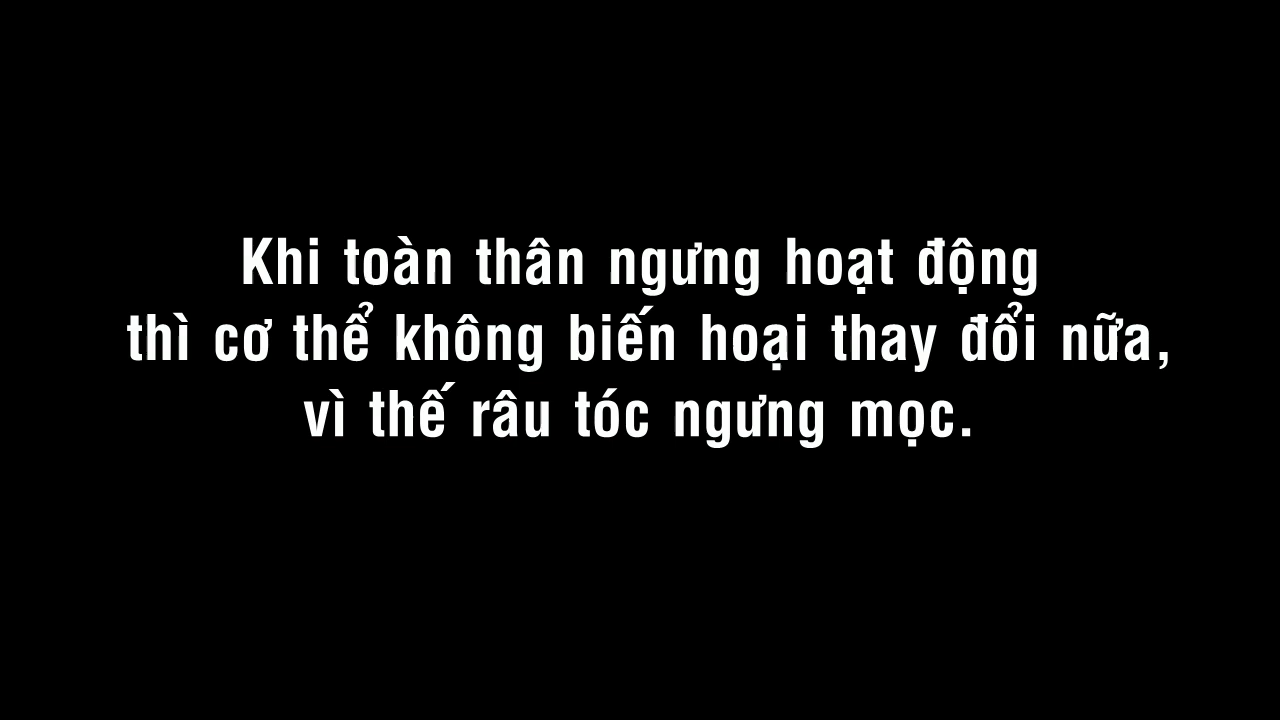 Khi toàn thân ngưng hoạt động
thì cơ thể không biến hoại thay đổi nữa,
vì thế râu tóc ngưng mọc.